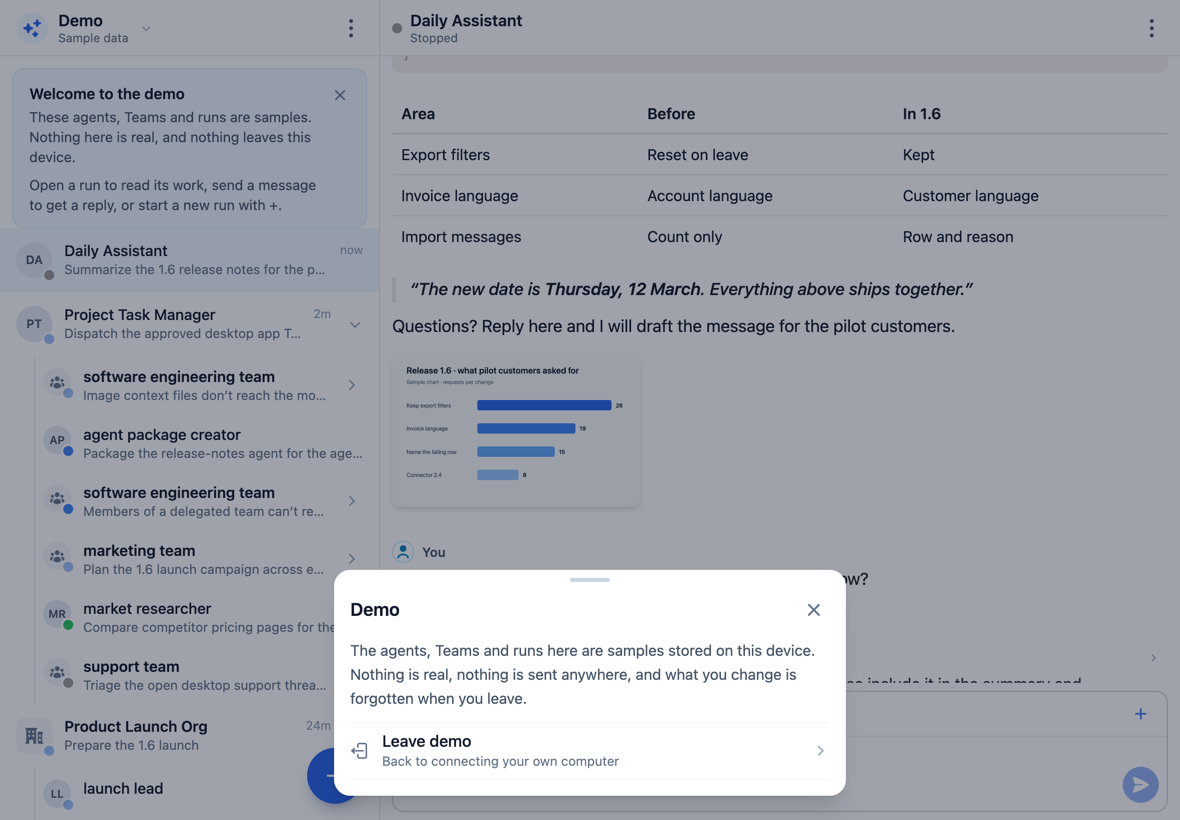 Demo
Sample data
Welcome to the demo
These agents, Teams and runs are samples.
Nothing here is real, and nothing leaves this
device.
Open a run to read its work, send a message
to get a reply, or start a new run with +.
DA
Daily Assistant
now
Summarize the 1.6 release notes for the p...
PT
Project Task Manager
2m
Dispatch the approved desktop app T...
software engineering team
Image context files don't reach the mo...
AP
agent package creator
Package the release-notes agent for the age...
software engineering team
Members of a delegated team can't re...
marketing team
Plan the 1.6 launch campaign across e...
MR
market researcher
Compare competitor pricing pages for the
support team
Triage the open desktop support threa...
Product Launch Org
24m
Prepare the 1.6 launch
LL
launch lead
Daily Assistant
Stopped
Area Before In 1.6
Export filters Reset on leave Kept
Invoice language Account language Customer language
Import messages Count only Row and reason
“The new date is Thursday, 12 March. Everything above ships together.”
Questions? Reply here and I will draft the message for the pilot customers.
Release 1.6 · what pilot customers asked for
Sample chart · requests per change
Keep export filters 26
Invoice language 19
Name the failing row 15
Connector 2.4 8
You
ow?
include it in the summary and
Demo
The agents, Teams and runs here are samples stored on this device.
Nothing is real, nothing is sent anywhere, and what you change is
forgotten when you leave.
Leave demo
Back to connecting your own computer